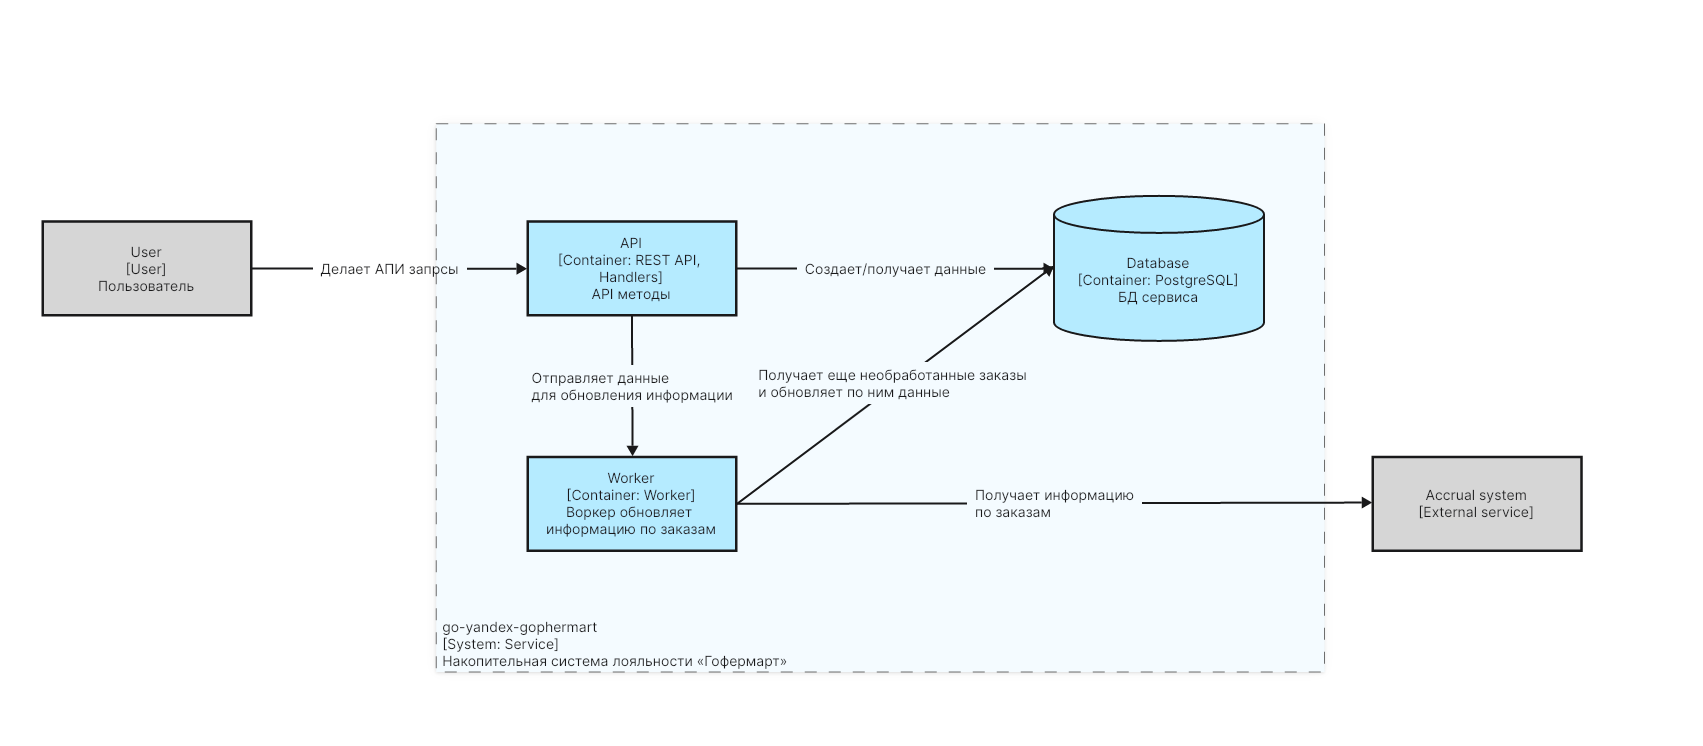 User
[User]
Пользователь
Делает АПИ запрсы
API
[Container: REST API,
Handlers]
API методы
Создает/получает данные
Database
[Container: PostgreSQL]
БД сервиса
Отправляет данные
для обновления информации
Получает еще необработанные заказы
и обновляет по ним данные
Worker
[Container: Worker]
Воркер обновляет
информацию по заказам
Получает информацию
по заказам
Accrual system
[External service]
go-yandex-gophermart
[System: Service]
Накопительная система лояльности «Гофермарт»